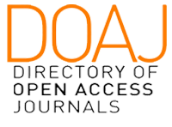 DOAJ
DIRECTORY OF
OPEN ACCESS
JOURNALS